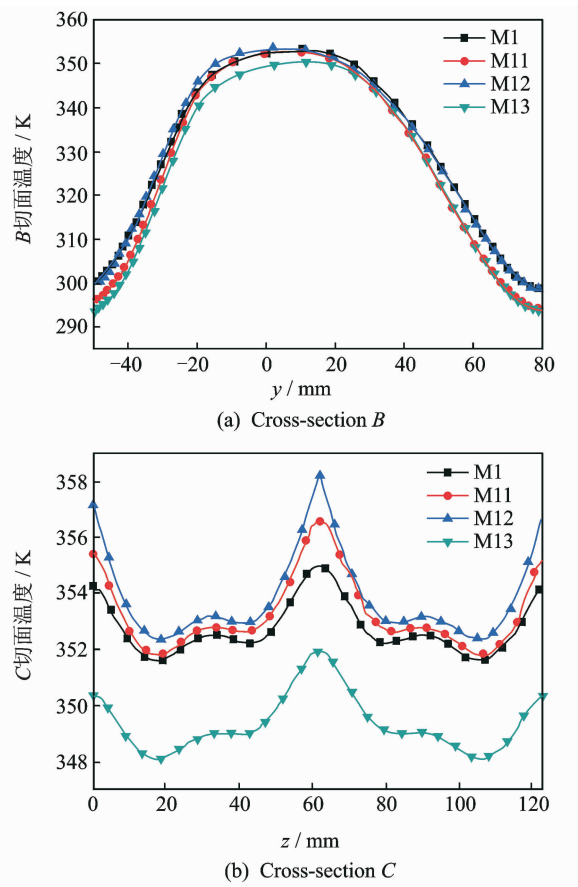 360
350
340
330
320
310
300
290
B切面温度 / K
M1
M11
M12
M13
−40
−20
0
20
40
60
80
y / mm
(a) Cross-section B
358
356
354
352
350
348
C切面温度 / K
M1
M11
M12
M13
0
20
40
60
80
100
120
z / mm
(b) Cross-section C